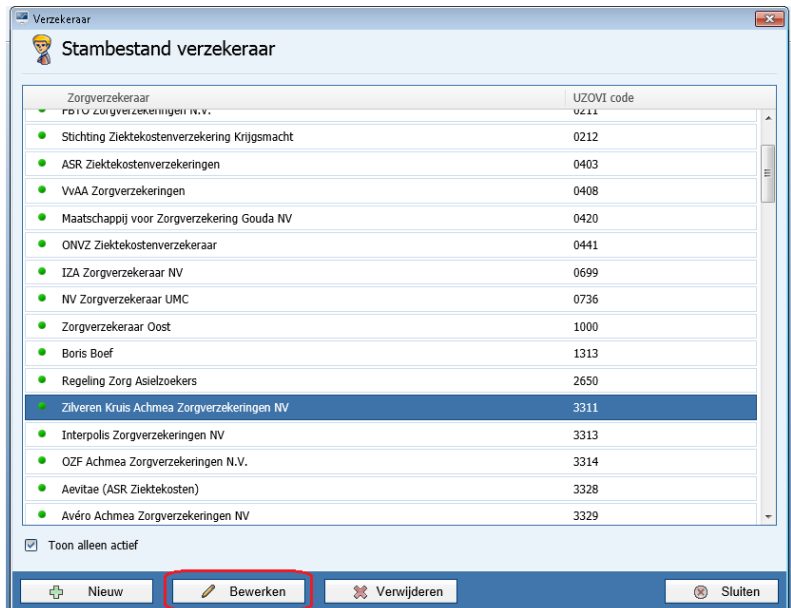 Verzekeraar
Stambestand verzekeraar
Zorgverzekeraar UZOVI code
FBTO Zorgverzekeringen N.V. 0211
Stichting Ziektekostenverzekering Krijgsmacht 0212
ASR Ziektekostenverzekeringen 0403
VvAA Zorgverzekeringen 0408
Maatschappij voor Zorgverzekering Gouda NV 0420
ONVZ Ziektekostenverzekeraar 0441
IZA Zorgverzekeraar NV 0699
NV Zorgverzekeraar UMC 0736
Zorgverzekeraar Oost 1000
Boris Boef 1313
Regeling Zorg Asielzoekers 2650
Zilveren Kruis Achmea Zorgverzekeringen NV 3311
Interpolis Zorgverzekeringen NV 3313
OZF Achmea Zorgverzekeringen N.V. 3314
Aevitae (ASR Ziektekosten) 3328
Avéro Achmea Zorgverzekeringen NV 3329
Toon alleen actief
Nieuw Bewerken Verwijderen Sluiten